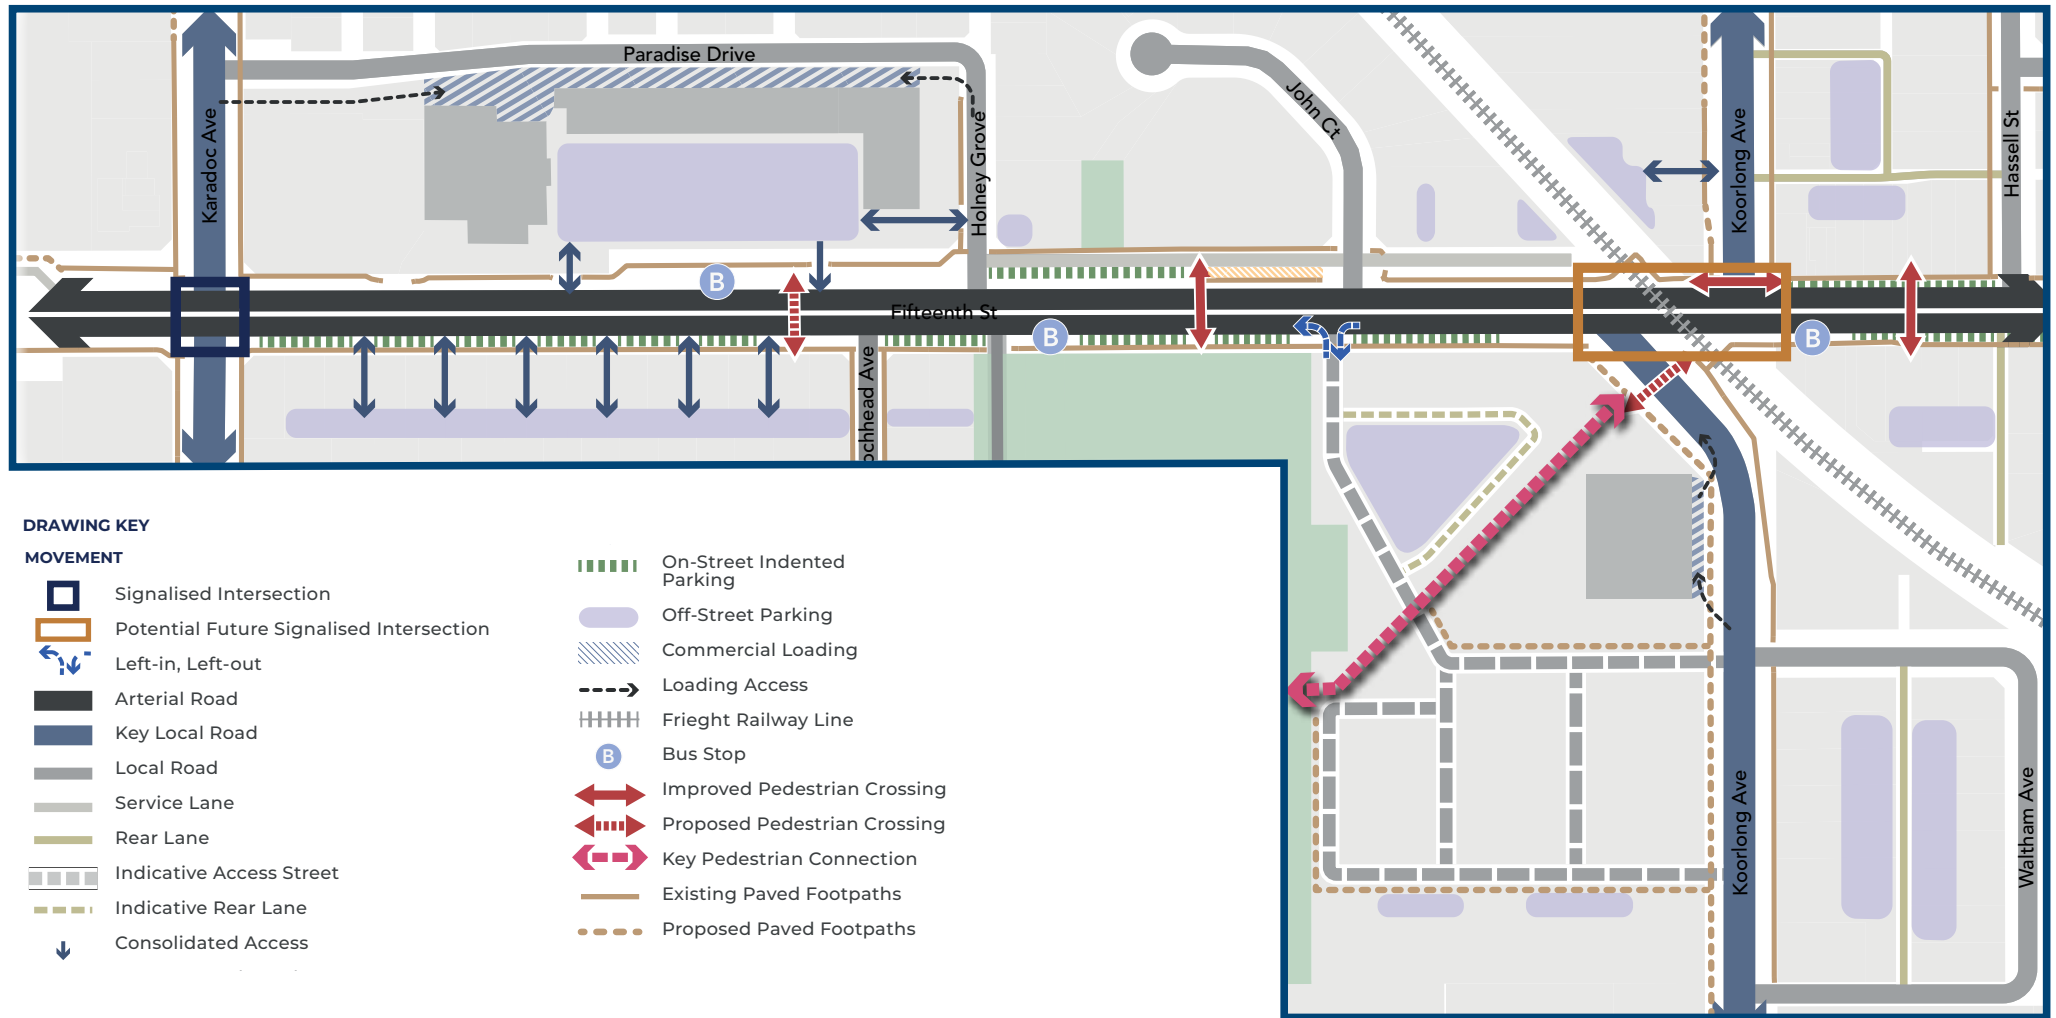 Paradise Drive
Karadoc Ave
Holney Grove
John Ct
Koorlong Ave
Hassell St
B
Fifteenth St
B
B
ochhead Ave
Koorlong Ave
Waltham Ave
DRAWING KEY
MOVEMENT
Signalised Intersection
Potential Future Signalised Intersection
Left-in, Left-out
Arterial Road
Key Local Road
Local Road
Service Lane
Rear Lane
Indicative Access Street
Indicative Rear Lane
Consolidated Access
On-Street Indented
Parking
Off-Street Parking
Commercial Loading
Loading Access
Frieght Railway Line
B
Bus Stop
Improved Pedestrian Crossing
Proposed Pedestrian Crossing
Key Pedestrian Connection
Existing Paved Footpaths
Proposed Paved Footpaths